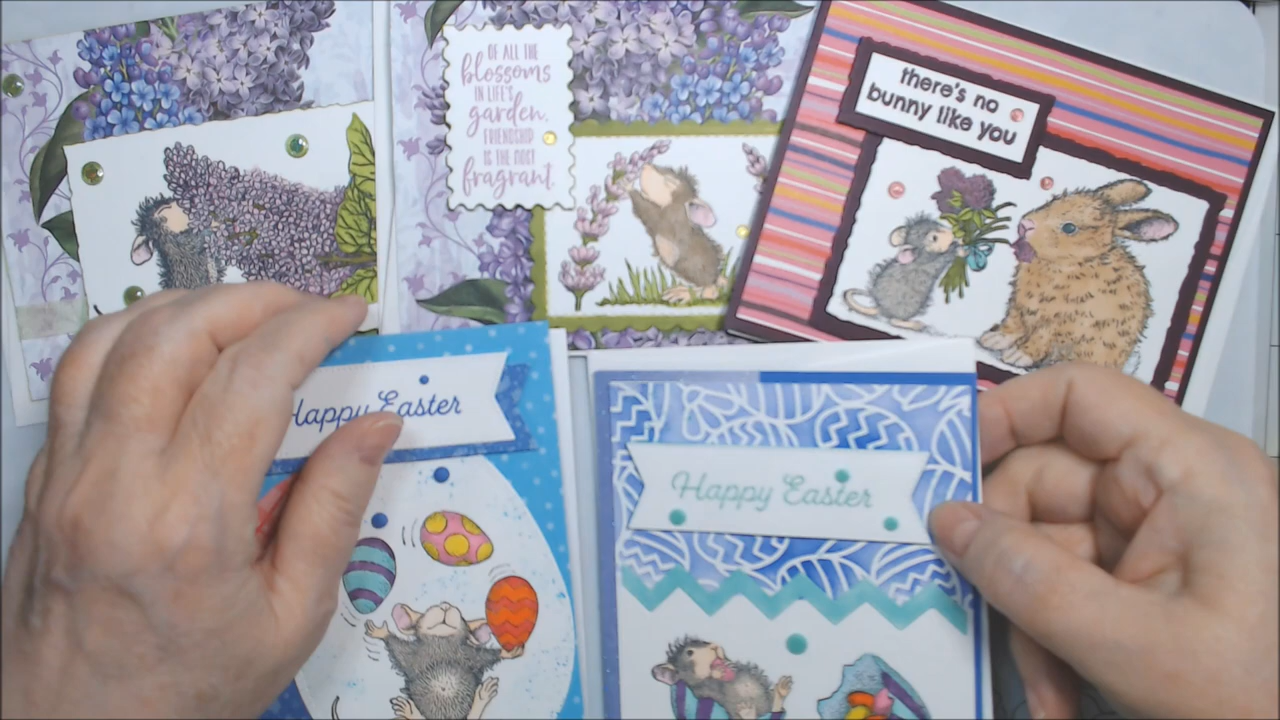 OF ALL THE
blossoms
IN LIFE'S
garden,
FRIENDSHIP
IS THE MOST
fragrant.
there's no
bunny like you
Happy Easter
Happy Easter